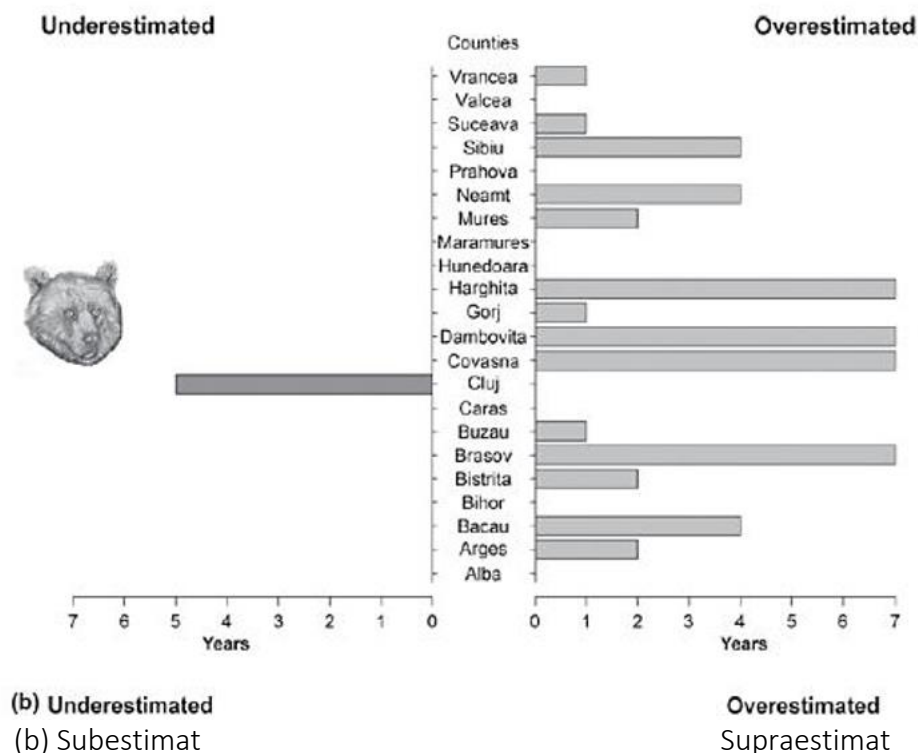 Underestimated Overestimated
Counties
Vrancea
Valcea
Suceava
Sibiu
Prahova
Neamt
Mures
Maramures
Hunedoara
Harghita
Gorj
Dambovita
Covasna
Cluj
Caras
Buzau
Brasov
Bistrita
Bihor
Bacau
Arges
Alba
7 6 5 4 3 2 1 0 0 1 2 3 4 5 6 7
Years Years
(b) Underestimated Overestimated
(b) Subestimat Supraestimat